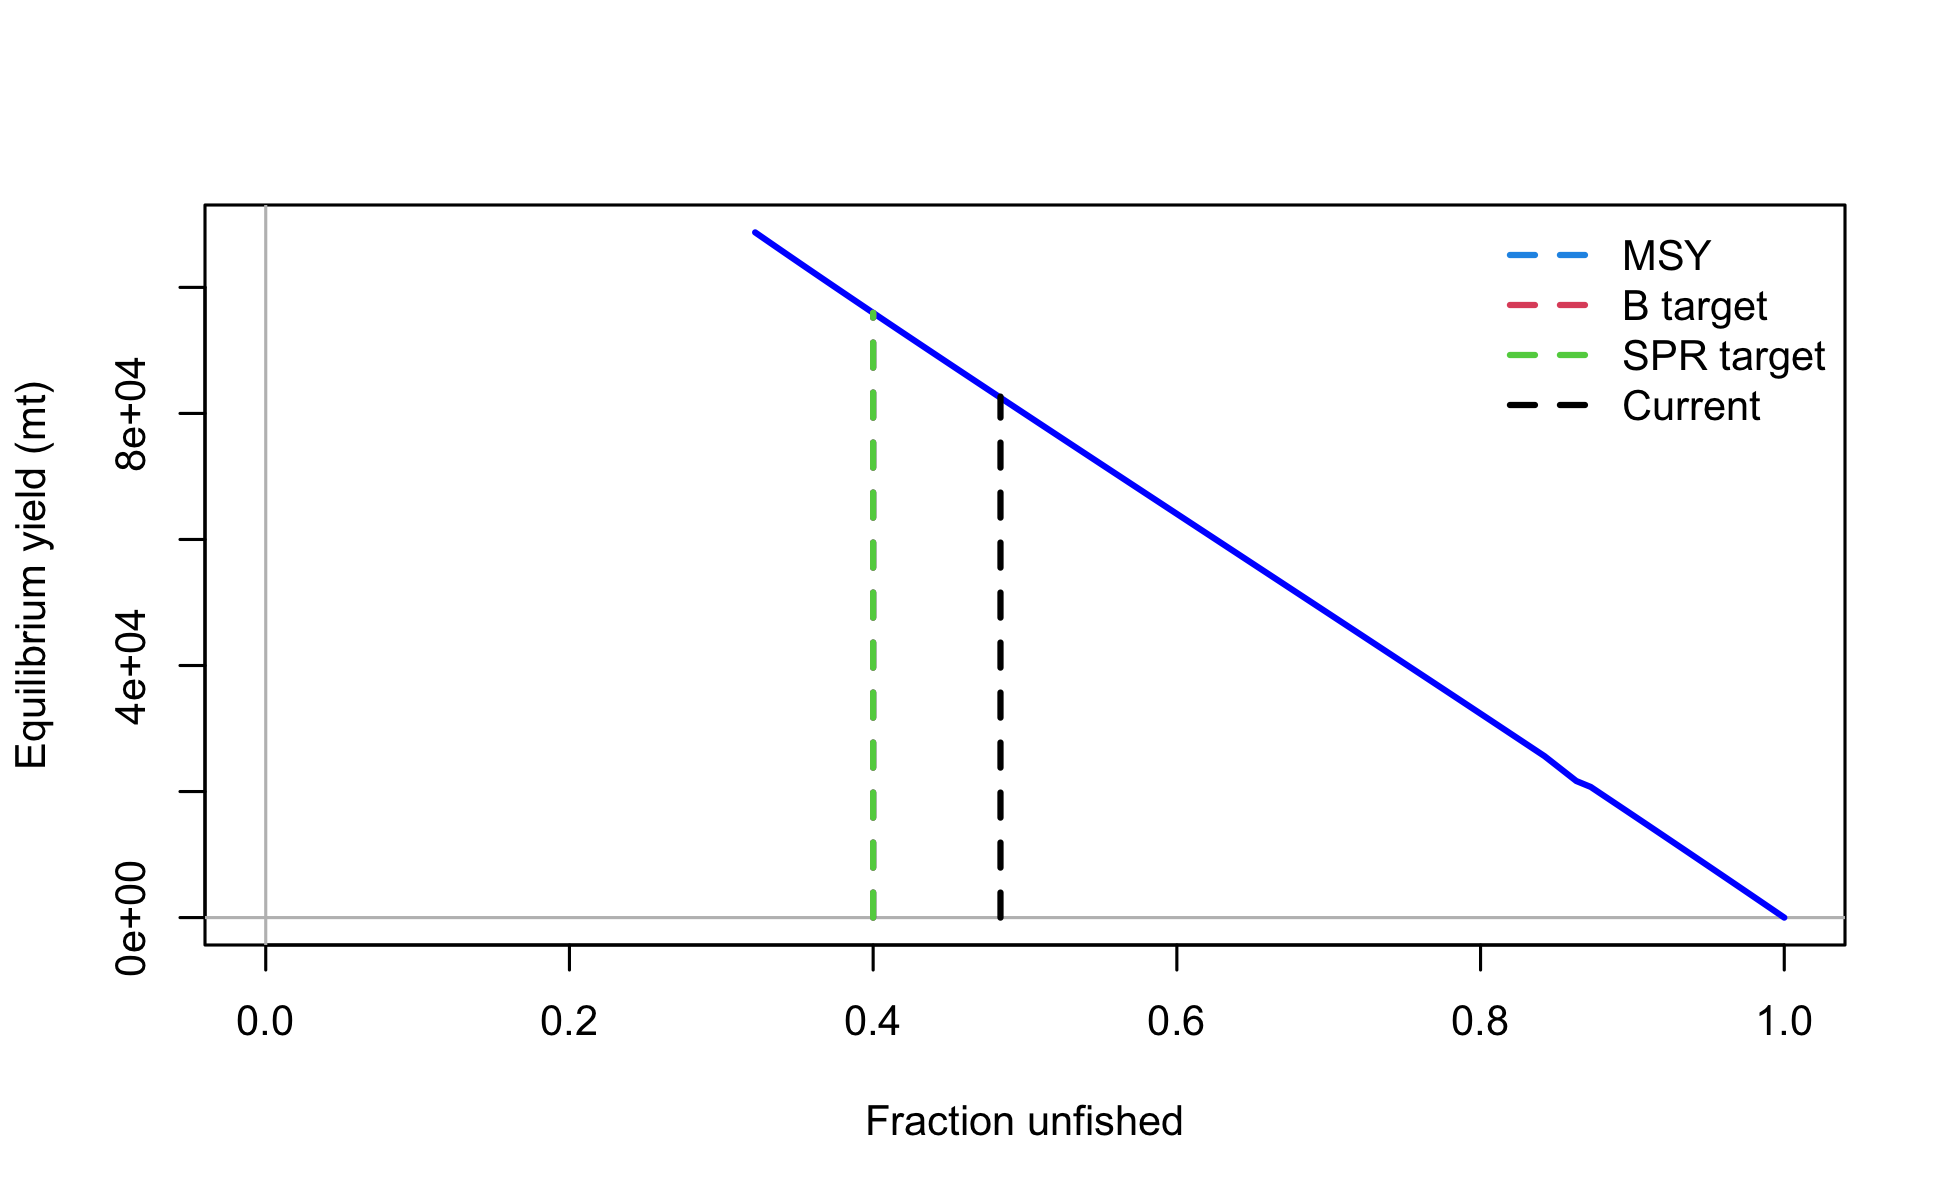 MSY
B target
SPR target
Current
Equilibrium yield (mt)
8e+04
4e+04
0e+00
0.0 0.2 0.4 0.6 0.8 1.0
Fraction unfished